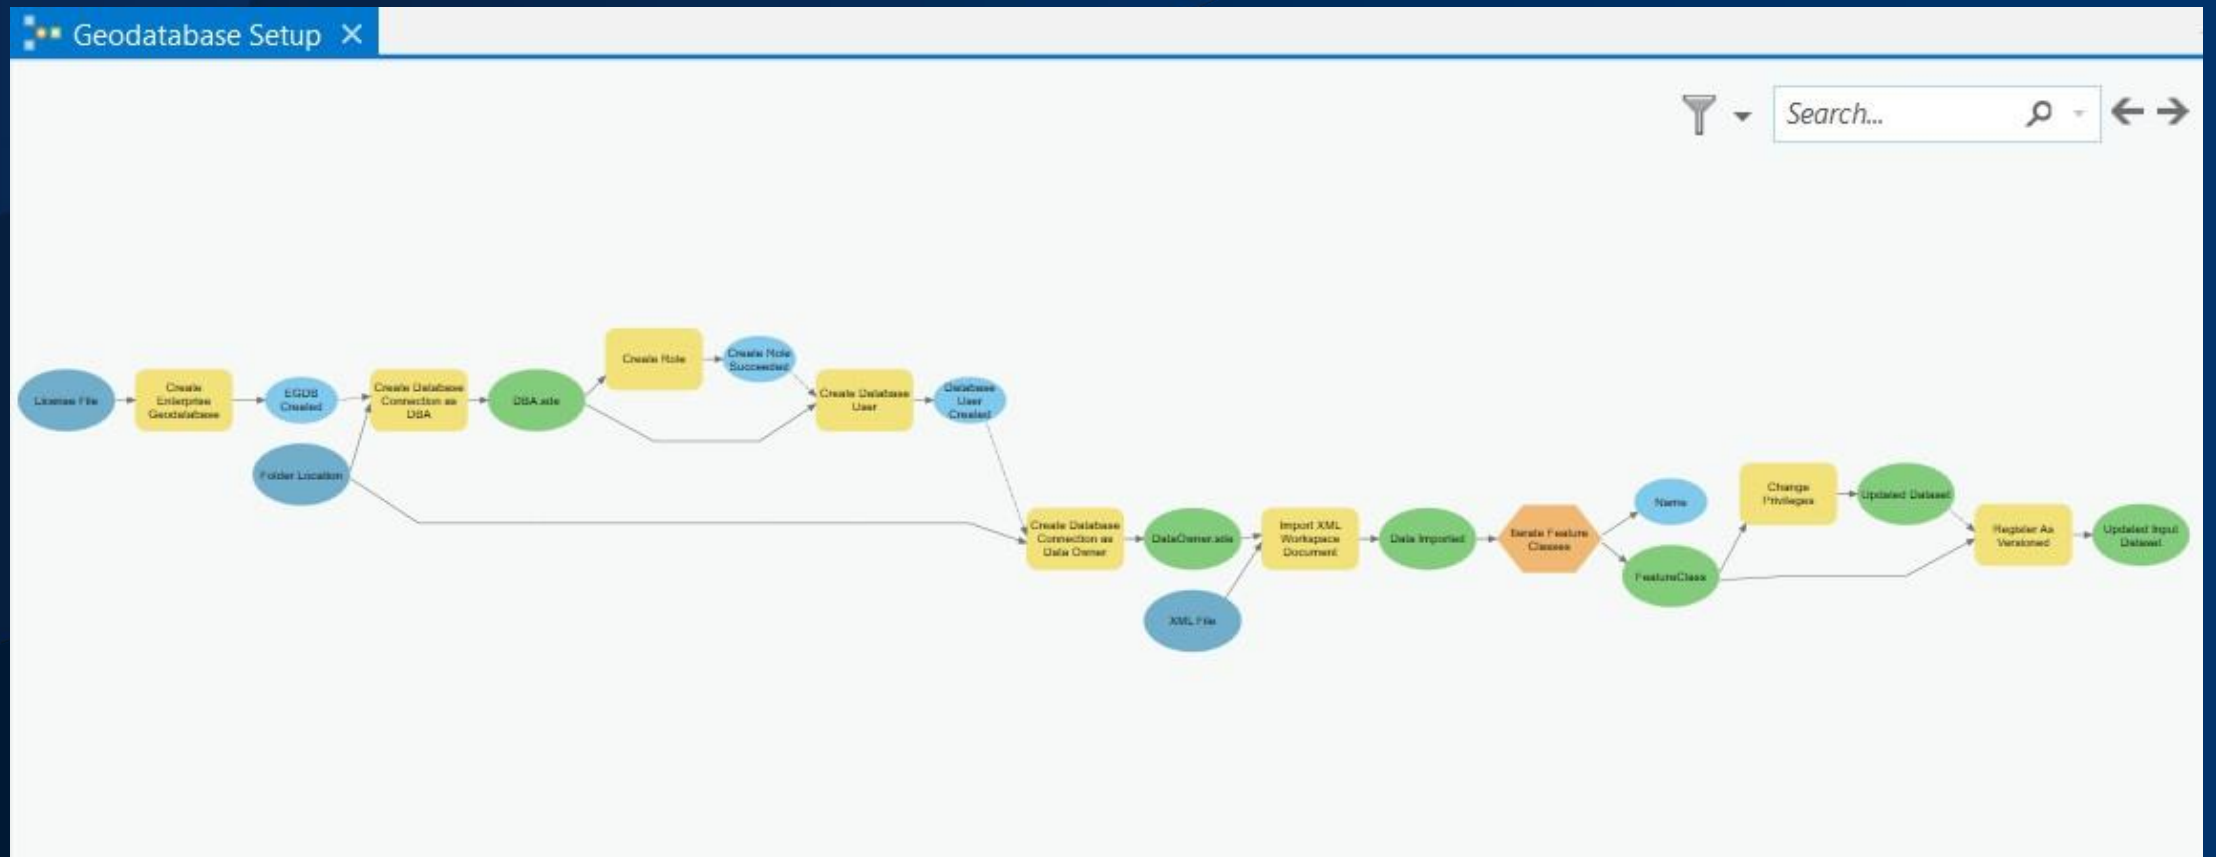 Geodatabase Setup
Search...
License File
Create
Enterprise
Geodatabase
EGDB
Created
Folder Location
Create Database
Connection as
DBA
DBA.sde
Create Role
Create Role
Succeeded
Create Database
User
Database
User
Created
Create Database
Connection as
Data Owner
DataOwner.sde
XML File
Import XML
Workspace
Document
Data Imported
Iterate Feature
Classes
Name
FeatureClass
Change
Privileges
Updated Dataset
Register As
Versioned
Updated Input
Dataset